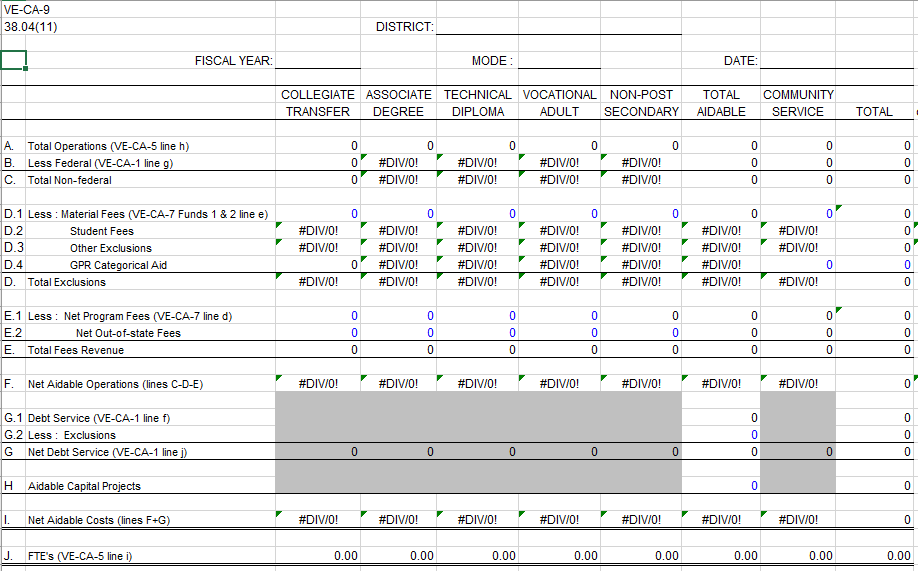 VE-CA-9
38.04(11) DISTRICT:
FISCAL YEAR: MODE : DATE:
COLLEGIATE ASSOCIATE TECHNICAL VOCATIONAL NON-POST TOTAL COMMUNITY
TRANSFER DEGREE DIPLOMA ADULT SECONDARY AIDABLE SERVICE TOTAL
A. Total Operations (VE-CA-5 line h) 0 0 0 0 0 0 0 0
B. Less Federal (VE-CA-1 line g) 0 #DIV/0! #DIV/0! #DIV/0! #DIV/0! 0 0 0
C. Total Non-federal 0 #DIV/0! #DIV/0! #DIV/0! #DIV/0! 0 0 0
D.1 Less : Material Fees (VE-CA-7 Funds 1 & 2 line e) 0 0 0 0 0 0 0 0
D.2 Student Fees #DIV/0! #DIV/0! #DIV/0! #DIV/0! #DIV/0! #DIV/0! #DIV/0! 0
D.3 Other Exclusions #DIV/0! #DIV/0! #DIV/0! #DIV/0! #DIV/0! #DIV/0! #DIV/0! 0
D.4 GPR Categorical Aid 0 #DIV/0! #DIV/0! #DIV/0! #DIV/0! #DIV/0! 0 0
D. Total Exclusions #DIV/0! #DIV/0! #DIV/0! #DIV/0! #DIV/0! #DIV/0! #DIV/0! 0
E.1 Less : Net Program Fees (VE-CA-7 line d) 0 0 0 0 0 0 0 0
E.2 Net Out-of-state Fees 0 0 0 0 0 0 0 0
E. Total Fees Revenue 0 0 0 0 0 0 0 0
F. Net Aidable Operations (lines C-D-E) #DIV/0! #DIV/0! #DIV/0! #DIV/0! #DIV/0! #DIV/0! #DIV/0! 0
G.1 Debt Service (VE-CA-1 line f) 0 0
G.2 Less : Exclusions 0 0
G Net Debt Service (VE-CA-1 line j) 0 0 0 0 0 0 0 0
H Aidable Capital Projects 0 0
I. Net Aidable Costs (lines F+G) #DIV/0! #DIV/0! #DIV/0! #DIV/0! #DIV/0! #DIV/0! #DIV/0! 0
J. FTE's (VE-CA-5 line i) 0.00 0.00 0.00 0.00 0.00 0.00 0.00 0.00